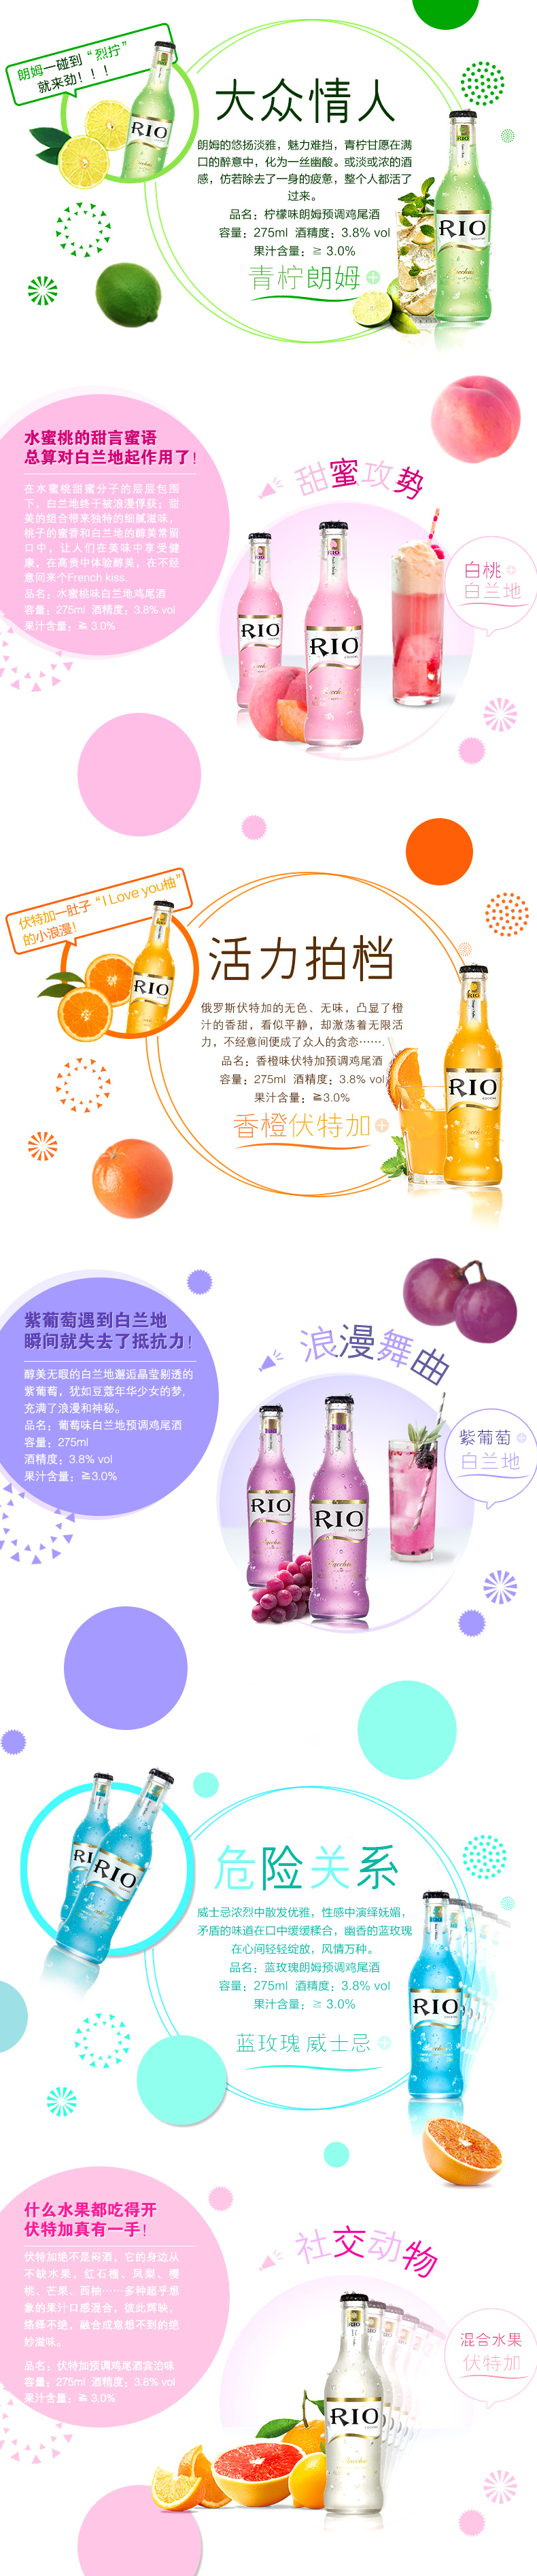 朗姆一碰到“烈拧”
就来劲！！！
RIO
大众情人
朗姆的悠扬淡雅，魅力难挡，青柠甘愿在满
口的醉意中，化为一丝幽酸。或淡或浓的酒
感，仿若除去了一身的疲惫，整个人都活了
过来。
品名：柠檬味朗姆预调鸡尾酒
容量：275ml 酒精度：3.8% vol
果汁含量：≧ 3.0%
青柠朗姆
RIO
水蜜桃的甜言蜜语
总算对白兰地起作用了！
在水蜜桃甜蜜分子的层层包围
下，白兰地终于被浪漫俘获；甜
美的组合带来独特的细腻滋味，
桃子的蜜香和白兰地的醇美常留
口中，让人们在美味中享受健
康，在高贵中体验醇美，在不经
意间来个French kiss.
品名：水蜜桃味白兰地鸡尾酒
容量：275ml 酒精度：3.8% vol
果汁含量：≧ 3.0%
甜蜜攻势
RIO
RIO
白桃
白兰地
伏特加一肚子“I Love you柚”
的小浪漫！
RIO
活力拍档
俄罗斯伏特加的无色、无味，凸显了橙
汁的香甜，看似平静，却激荡着无限活
力，不经意间便成了众人的贪恋……．
品名：香橙味伏特加预调鸡尾酒
容量：275ml 酒精度：3.8% vol
果汁含量：≧3.0%
香橙伏特加
RIO
紫葡萄遇到白兰地
瞬间就失去了抵抗力！
醇美无暇的白兰地邂逅晶莹剔透的
紫葡萄，犹如豆蔻年华少女的梦，
充满了浪漫和神秘。
品名：葡萄味白兰地预调鸡尾酒
容量：275ml
酒精度：3.8% vol
果汁含量：≧3.0%
浪漫舞曲
RIO
RIO
紫葡萄
白兰地
RIO
RIO
危险关系
威士忌浓烈中散发优雅，性感中演绎妩媚，
矛盾的味道在口中缓缓糅合，幽香的蓝玫瑰
在心间轻轻绽放，风情万种。
品名：蓝玫瑰朗姆预调鸡尾酒
容量：275ml 酒精度：3.8% vol
果汁含量：≧ 3.0%
蓝玫瑰 威士忌
RIO
什么水果都吃得开
伏特加真有一手！
伏特加绝不是闷酒，它的身边从
不缺水果，红石榴、凤梨、樱
桃、芒果、西柚……多种超乎想
象的果汁口感混合，彼此辉映，
络绎不绝，融合成意想不到的绝
妙滋味。
品名：伏特加预调鸡尾酒宾治味
容量：275ml 酒精度：3.8% vol
果汁含量：≧ 3.0%
社交动物
RIO
混合水果
伏特加